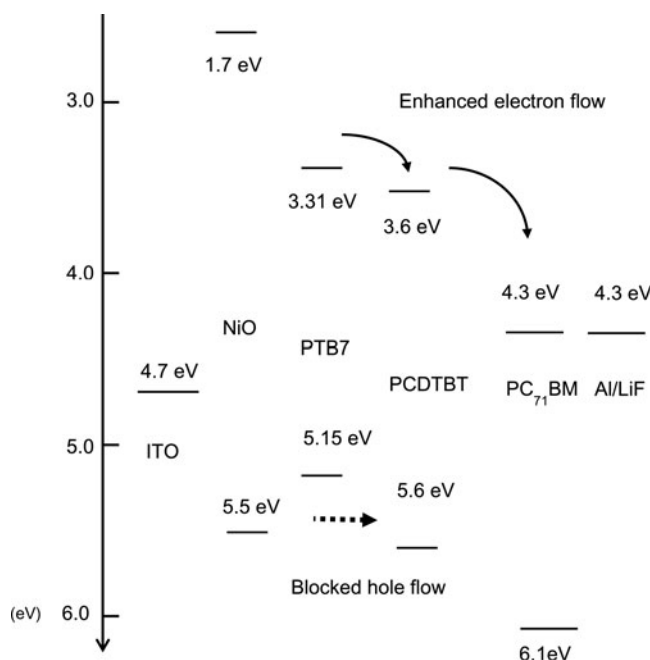 1.7 eV
3.0
Enhanced electron flow
3.31 eV
3.6 eV
4.0
4.3 eV
4.3 eV
NiO
PTB7
4.7 eV
PCDTBT
PC71BM
Al/LiF
ITO
5.0
5.15 eV
5.5 eV
5.6 eV
Blocked hole flow
(eV)
6.0
6.1eV